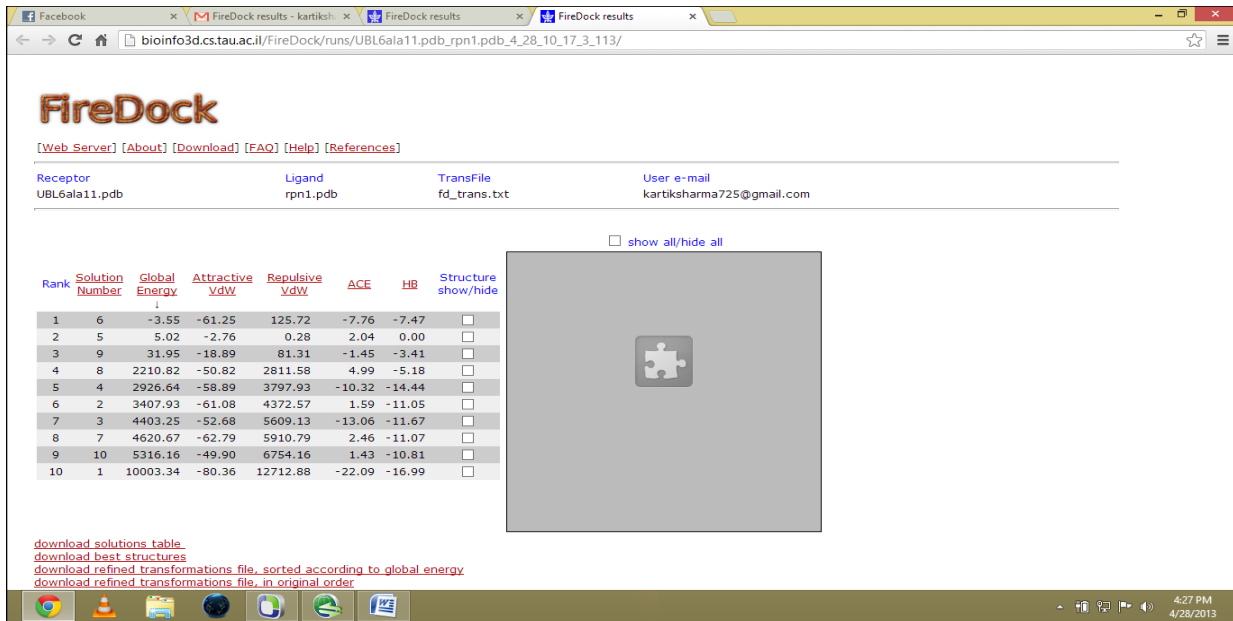 Facebook
FireDock results - kartiksh
FireDock results
FireDock results
bioinfo3d.cs.tau.ac.il/FireDock/runs/UBL6ala11.pdb_rpn1.pdb_4_28_10_17_3_113/
FireDock
[Web Server] [About] [Download] [FAQ] [Help] [References]
Receptor Ligand TransFile User e-mail
UBL6ala11.pdb rpn1.pdb fd_trans.txt kartiksharma725@gmail.com
show all/hide all
Rank Solution Number Global Energy ↓ Attractive VdW Repulsive VdW ACE HB Structure show/hide
1 6 -3.55 -61.25 125.72 -7.76 -7.47
2 5 5.02 -2.76 0.28 2.04 0.00
3 9 31.95 -18.89 81.31 -1.45 -3.41
4 8 2210.82 -50.82 2811.58 4.99 -5.18
5 4 2926.64 -58.89 3797.93 -10.32 -14.44
6 2 3407.93 -61.08 4372.57 1.59 -11.05
7 3 4403.25 -52.68 5609.13 -13.06 -11.67
8 7 4620.67 -62.79 5910.79 2.46 -11.07
9 10 5316.16 -49.90 6754.16 1.43 -10.81
10 1 10003.34 -80.36 12712.88 -22.09 -16.99
download solutions table
download best structures
download refined transformations file, sorted according to global energy
download refined transformations file, in original order
4:27 PM
4/28/2013